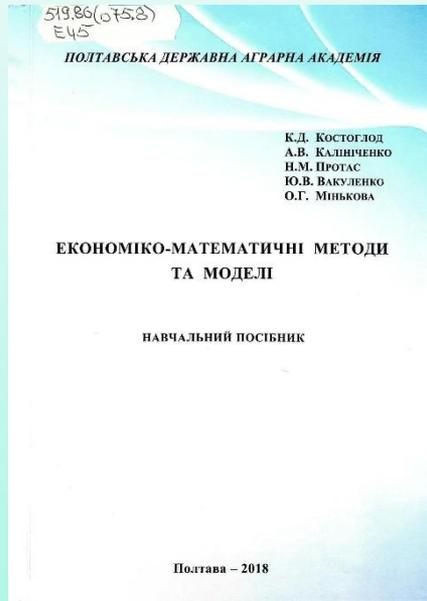 519.86(075.8)
Е45
ПОЛТАВСЬКА ДЕРЖАВНА АГРАРНА АКАДЕМІЯ
К.Д. КОСТОГЛОД
А.В. КАЛІНІЧЕНКО
Н.М. ПРОТАС
Ю.В. ВАКУЛЕНКО
О.Г. МІНЬКОВА
ЕКОНОМІКО-МАТЕМАТИЧНІ МЕТОДИ
ТА МОДЕЛІ
НАВЧАЛЬНИЙ ПОСІБНИК
Полтава – 2018